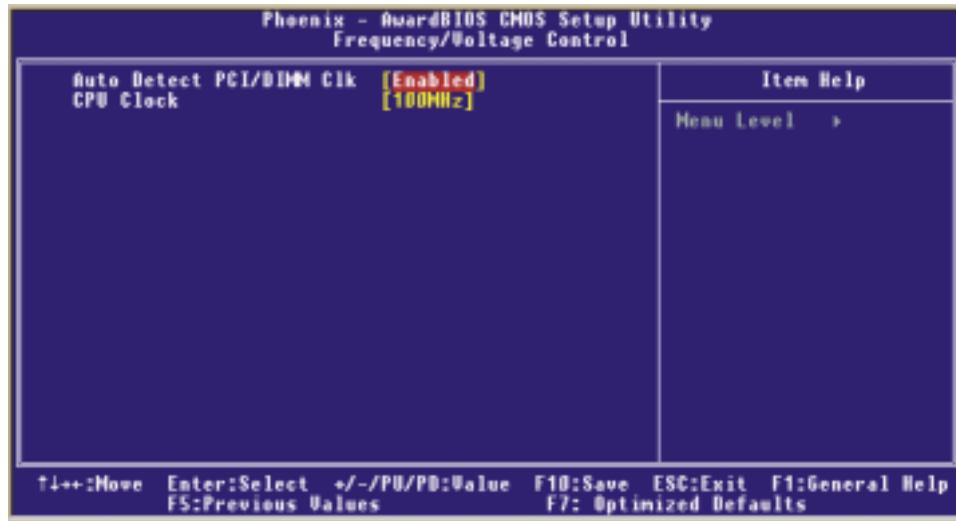 Phoenix - AwardBIOS CMOS Setup Utility
Frequency/Voltage Control
Auto Detect PCI/DIMM Clk [Enabled]
CPU Clock [100MHz]
Item Help
Menu Level ▸
↑↓→←:Move Enter:Select +/-/PU/PD:Value F10:Save ESC:Exit F1:General Help
F5:Previous Values F7: Optimized Defaults